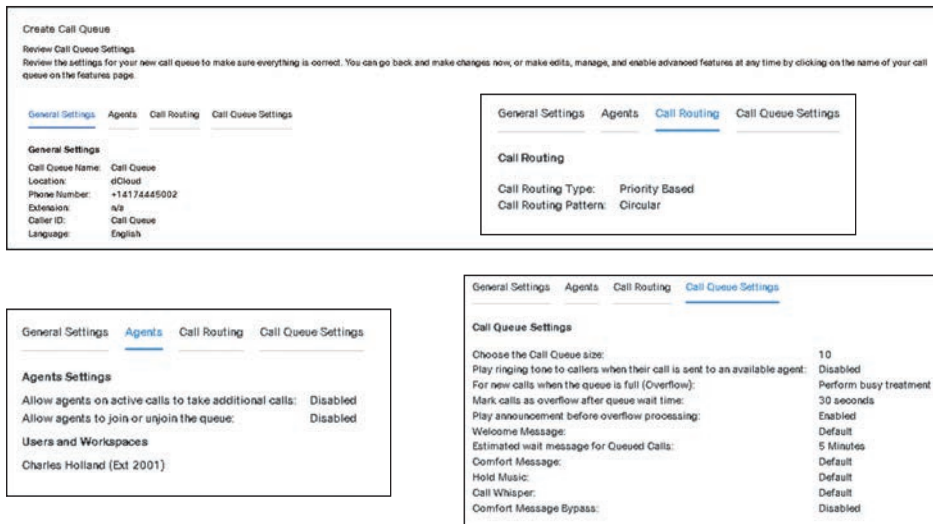 Create Call Queue
Review Call Queue Settings
Review the settings for your new call queue to make sure everything is correct. You can go back and make changes now, or make edits, manage, and enable advanced features at any time by clicking on the name of your call
queue on the features page.
General Settings Agents Call Routing Call Queue Settings
General Settings
Call Queue Name: Call Queue
Location: dCloud
Phone Number: +14174445002
Extension: n/a
Caller ID: Call Queue
Language: English
General Settings Agents Call Routing Call Queue Settings
Call Routing
Call Routing Type: Priority Based
Call Routing Pattern: Circular
General Settings Agents Call Routing Call Queue Settings
Agents Settings
Allow agents on active calls to take additional calls: Disabled
Allow agents to join or unjoin the queue: Disabled
Users and Workspaces
Charles Holland (Ext 2001)
General Settings Agents Call Routing Call Queue Settings
Call Queue Settings
Choose the Call Queue size: 10
Play ringing tone to callers when their call is sent to an available agent: Disabled
For new calls when the queue is full (Overflow): Perform busy treatment
Mark calls as overflow after queue wait time: 30 seconds
Play announcement before overflow processing: Enabled
Welcome Message: Default
Estimated wait message for Queued Calls: 5 Minutes
Comfort Message: Default
Hold Music: Default
Call Whisper: Default
Comfort Message Bypass: Disabled